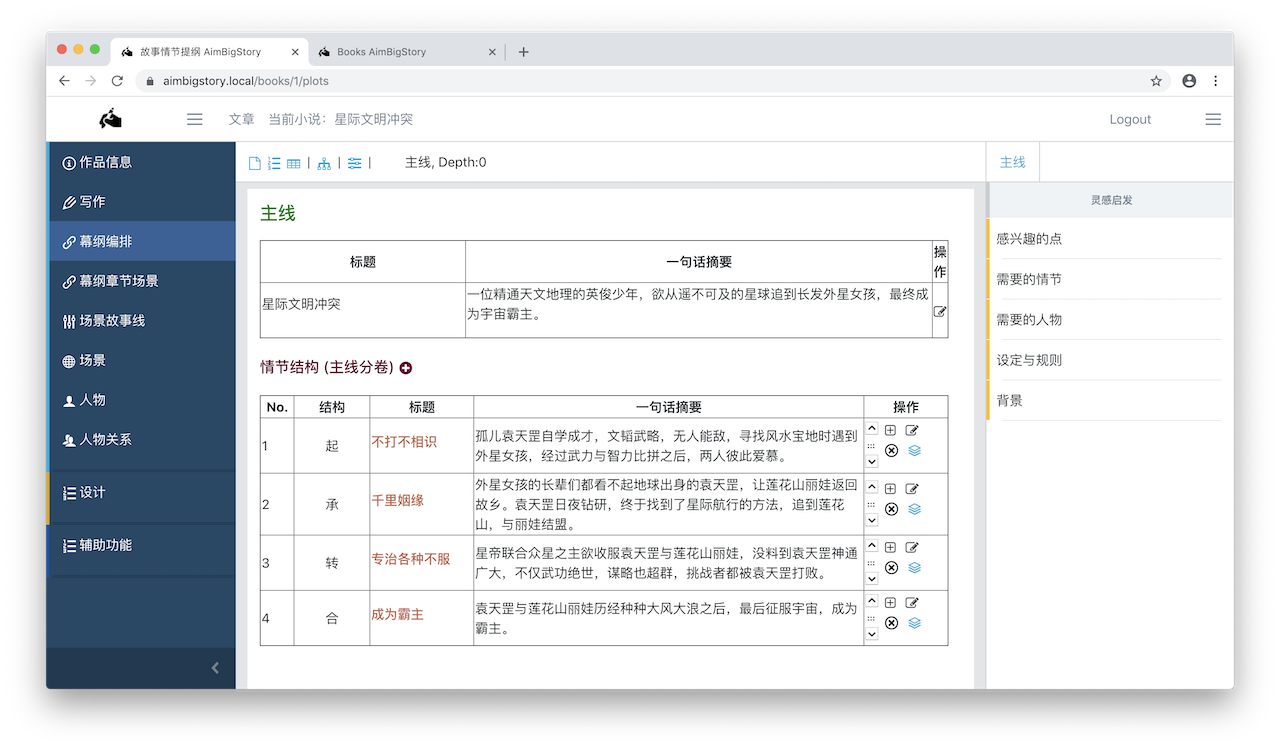 故事情节提纲 AimBigStory
Books AimBigStory
aimbigstory.local/books/1/plots
文章 当前小说：星际文明冲突
Logout
作品信息
写作
幕纲编排
幕纲章节场景
场景故事线
场景
人物
人物关系
设计
辅助功能
主线, Depth:0
主线
标题 一句话摘要 操
作
星际文明冲突
一位精通天文地理的英俊少年，欲从遥不可及的星球追到长发外星女孩，最终成
为宇宙霸主。
情节结构 (主线分卷)
No. 结构 标题 一句话摘要 操作
1 起 不打不相识
孤儿袁天罡自学成才，文韬武略，无人能敌，寻找风水宝地时遇到
外星女孩，经过武力与智力比拼之后，两人彼此爱慕。
2 承 千里姻缘
外星女孩的长辈们都看不起地球出身的袁天罡，让莲花山丽娃返回
故乡。袁天罡日夜钻研，终于找到了星际航行的方法，追到莲花
山，与丽娃结盟。
3 转 专治各种不服
星帝联合众星之主欲收服袁天罡与莲花山丽娃，没料到袁天罡神通
广大，不仅武功绝世，谋略也超群，挑战者都被袁天罡打败。
4 合 成为霸主
袁天罡与莲花山丽娃历经种种大风大浪之后，最后征服宇宙，成为
霸主。
主线
灵感启发
感兴趣的点
需要的情节
需要的人物
设定与规则
背景